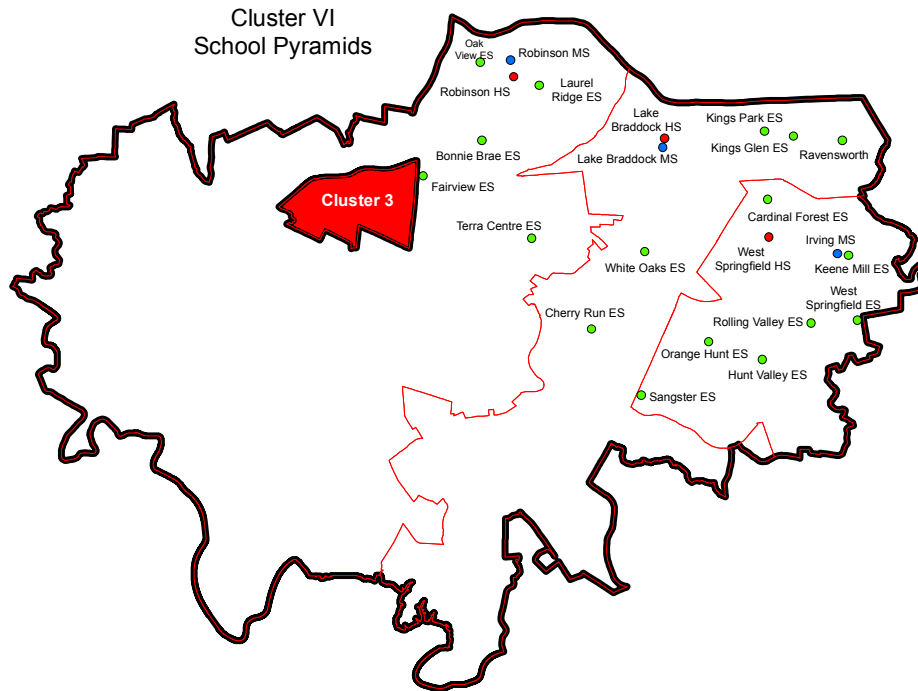 Cluster VI
School Pyramids
Oak
View ES
Robinson MS
Robinson HS
Laurel
Ridge ES
Lake
Braddock HS
Lake Braddock MS
Kings Park ES
Kings Glen ES
Ravensworth
Bonnie Brae ES
Fairview ES
Cluster 3
Cardinal Forest ES
Terra Centre ES
West
Springfield HS
Irving MS
Keene Mill ES
White Oaks ES
West
Springfield ES
Cherry Run ES
Rolling Valley ES
Orange Hunt ES
Hunt Valley ES
Sangster ES